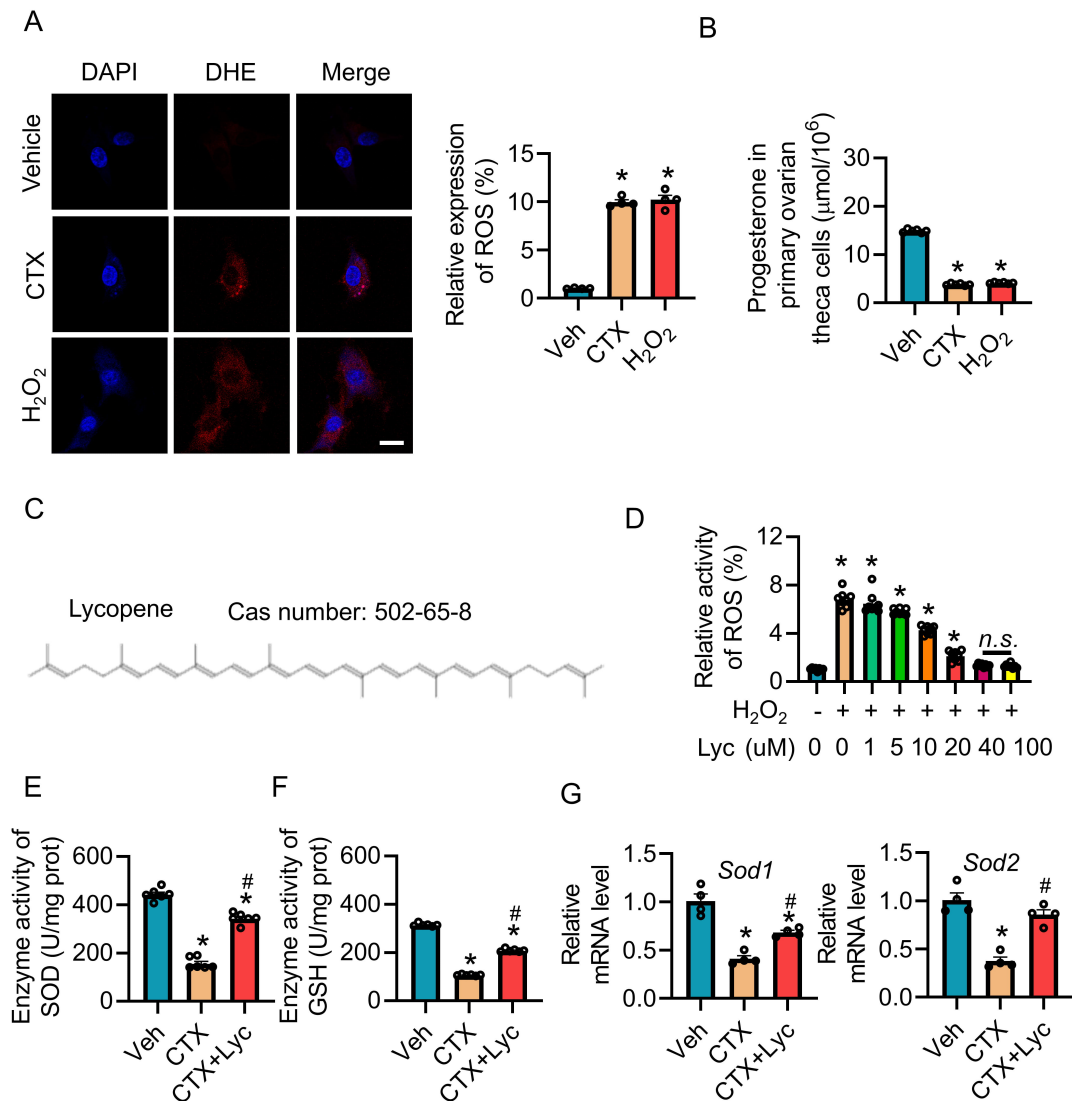 A
DAPI DHE Merge
Vehicle
CTX
H2O2
Relative expression
of ROS (%)
15
10
5
0
*
*
Veh
CTX
H2O2
B
Progesterone in
primary ovarian
theca cells (μmol/10⁶)
30
20
10
0
*
*
Veh
CTX
H2O2
C
Lycopene Cas number: 502-65-8
D
Relative activity
of ROS (%)
12
8
4
0
* * * * * n.s.
H2O2 - + + + + + + +
Lyc (uM) 0 0 1 5 10 20 40 100
E
Enzyme activity of
SOD (U/mg prot)
600
400
200
0
*
#
*
Veh
CTX
CTX+Lyc
F
Enzyme activity of
GSH (U/mg prot)
600
400
200
0
*
#
*
Veh
CTX
CTX+Lyc
G
Relative
mRNA level
Sod1
1.5
1.0
0.5
0.0
*
#
*
Veh
CTX
CTX+Lyc
Relative
mRNA level
Sod2
1.5
1.0
0.5
0.0
*
#
Veh
CTX
CTX+Lyc